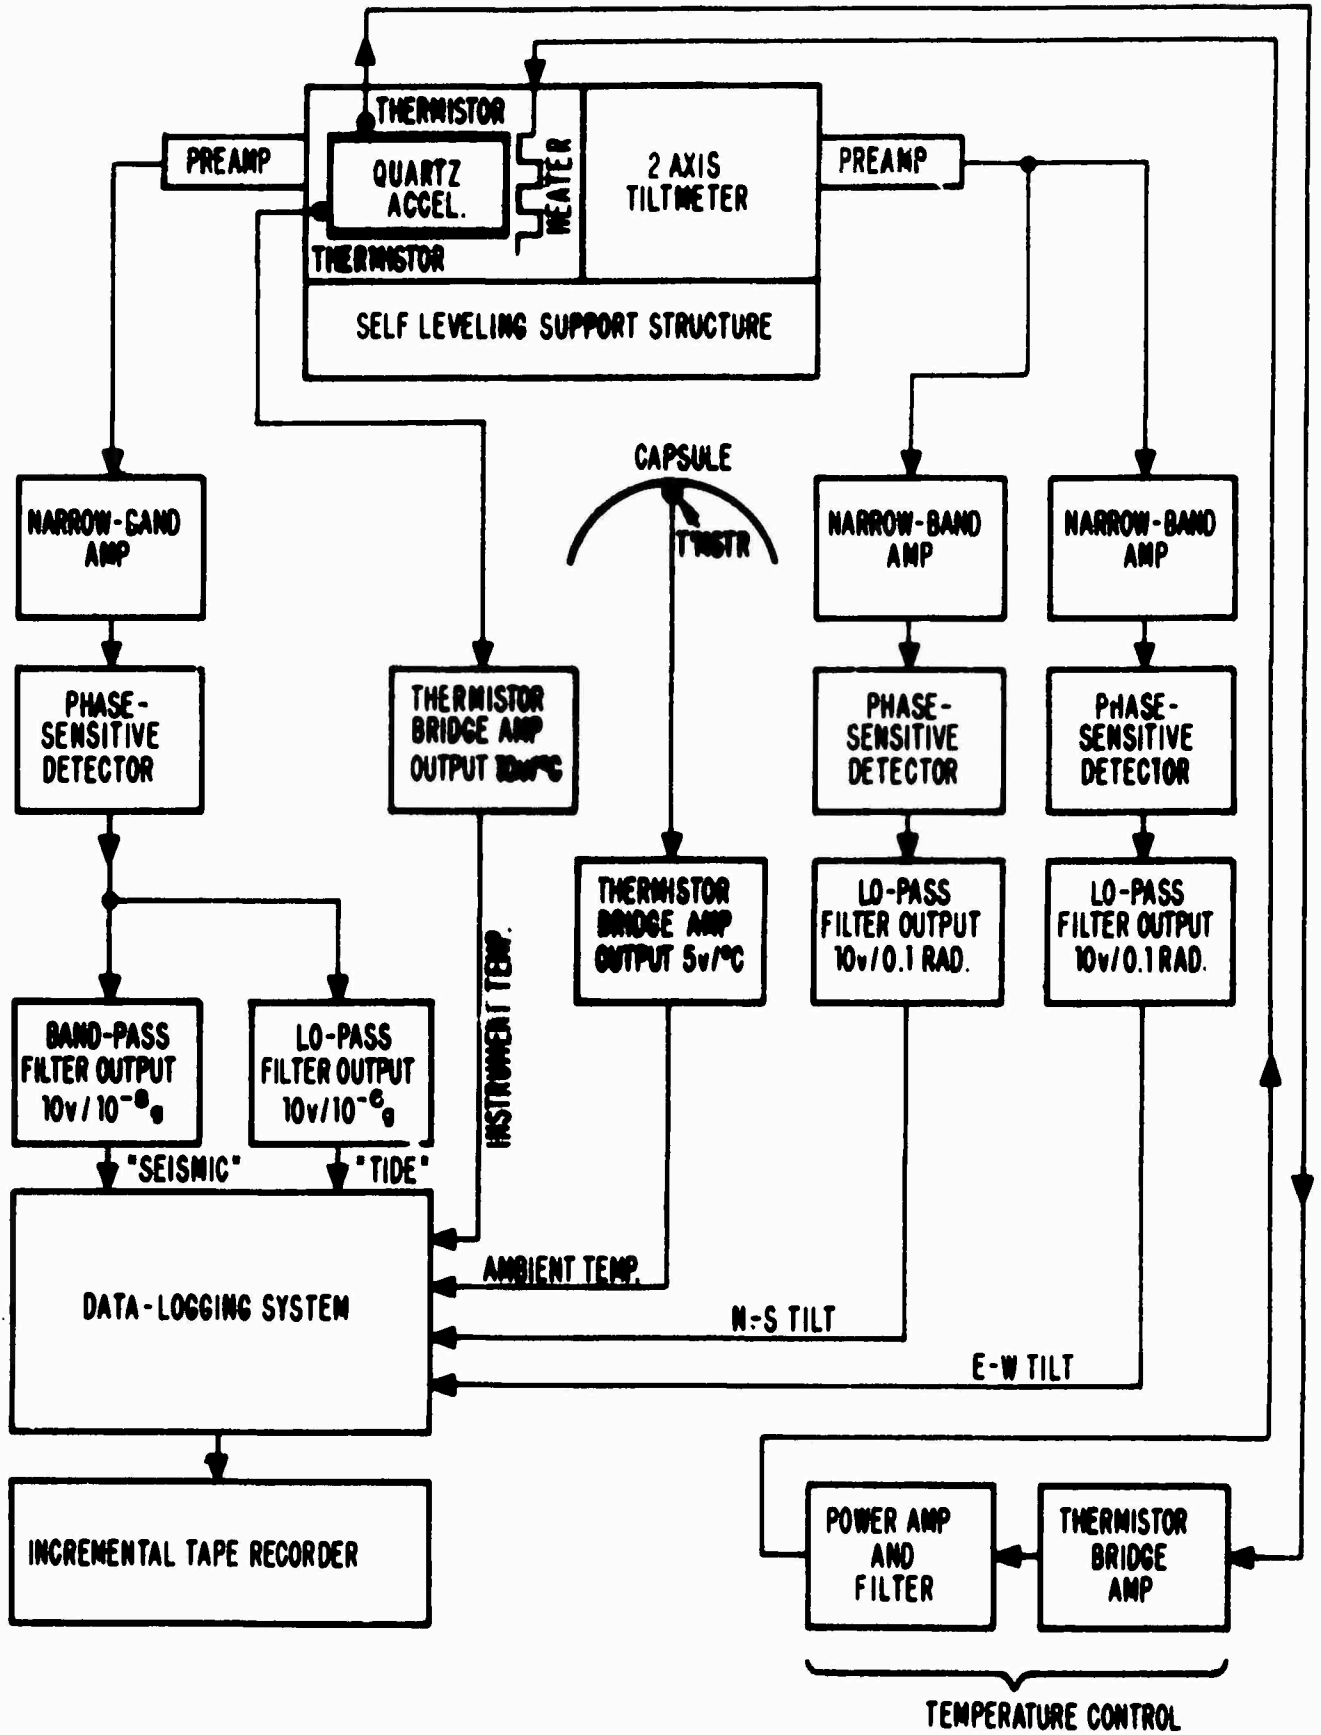 THERMISTOR
PREAMP
QUARTZ
ACCEL.
HEATER
2 AXIS
TILTMETER
PREAMP
THERMISTOR
SELF LEVELING SUPPORT STRUCTURE
CAPSULE
NARROW-BAND
AMP
NARROW-BAND
AMP
NARROW-BAND
AMP
PHASE-
SENSITIVE
DETECTOR
THERMISTOR
BRIDGE AMP
OUTPUT 10v/°C
PHASE-
SENSITIVE
DETECTOR
PHASE-
SENSITIVE
DETECTOR
THERMISTOR
BRIDGE AMP
OUTPUT 5v/°C
LO-PASS
FILTER OUTPUT
10v/0.1 RAD.
LO-PASS
FILTER OUTPUT
10v/0.1 RAD.
INSTRUMENT TEMP.
BAND-PASS
FILTER OUTPUT
10v/10⁻⁸g
LO-PASS
FILTER OUTPUT
10v/10⁻⁶g
"SEISMIC"
"TIDE"
AMBIENT TEMP.
DATA-LOGGING SYSTEM
N-S TILT
E-W TILT
INCREMENTAL TAPE RECORDER
POWER AMP
AND
FILTER
THERMISTOR
BRIDGE
AMP
TEMPERATURE CONTROL